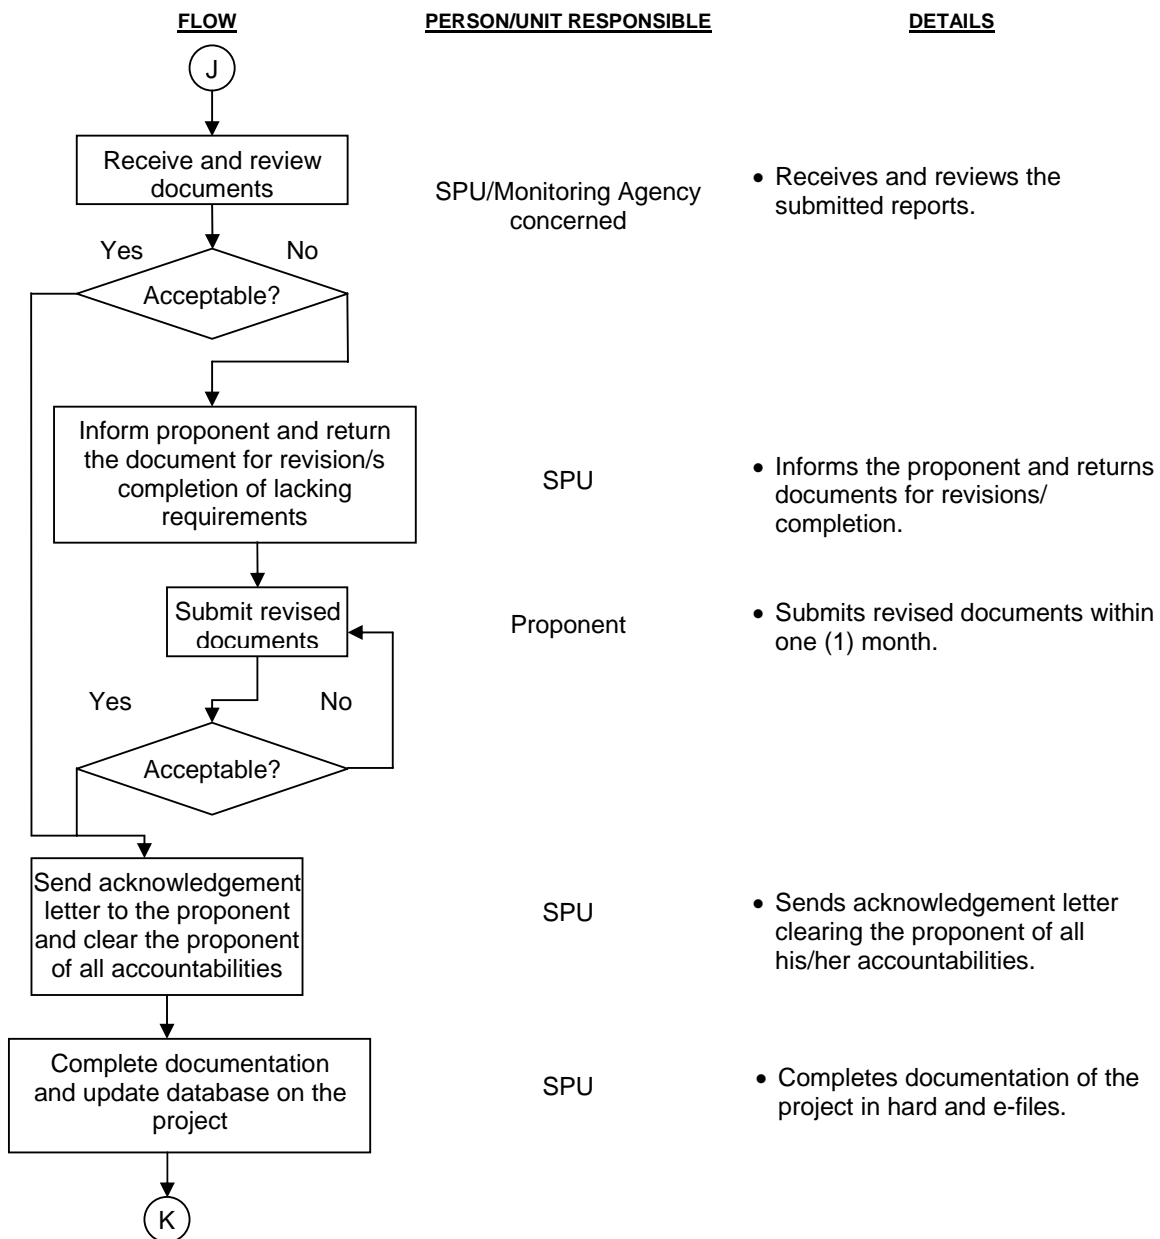 FLOW
PERSON/UNIT RESPONSIBLE
DETAILS
J
Receive and review
documents
SPU/Monitoring Agency
concerned
• Receives and reviews the
submitted reports.
Yes
No
Acceptable?
Inform proponent and return
the document for revision/s
completion of lacking
requirements
SPU
• Informs the proponent and returns
documents for revisions/
completion.
Submit revised
documents
Proponent
• Submits revised documents within
one (1) month.
Yes
No
Acceptable?
Send acknowledgement
letter to the proponent
and clear the proponent
of all accountabilities
SPU
• Sends acknowledgement letter
clearing the proponent of all
his/her accountabilities.
Complete documentation
and update database on the
project
SPU
• Completes documentation of the
project in hard and e-files.
K